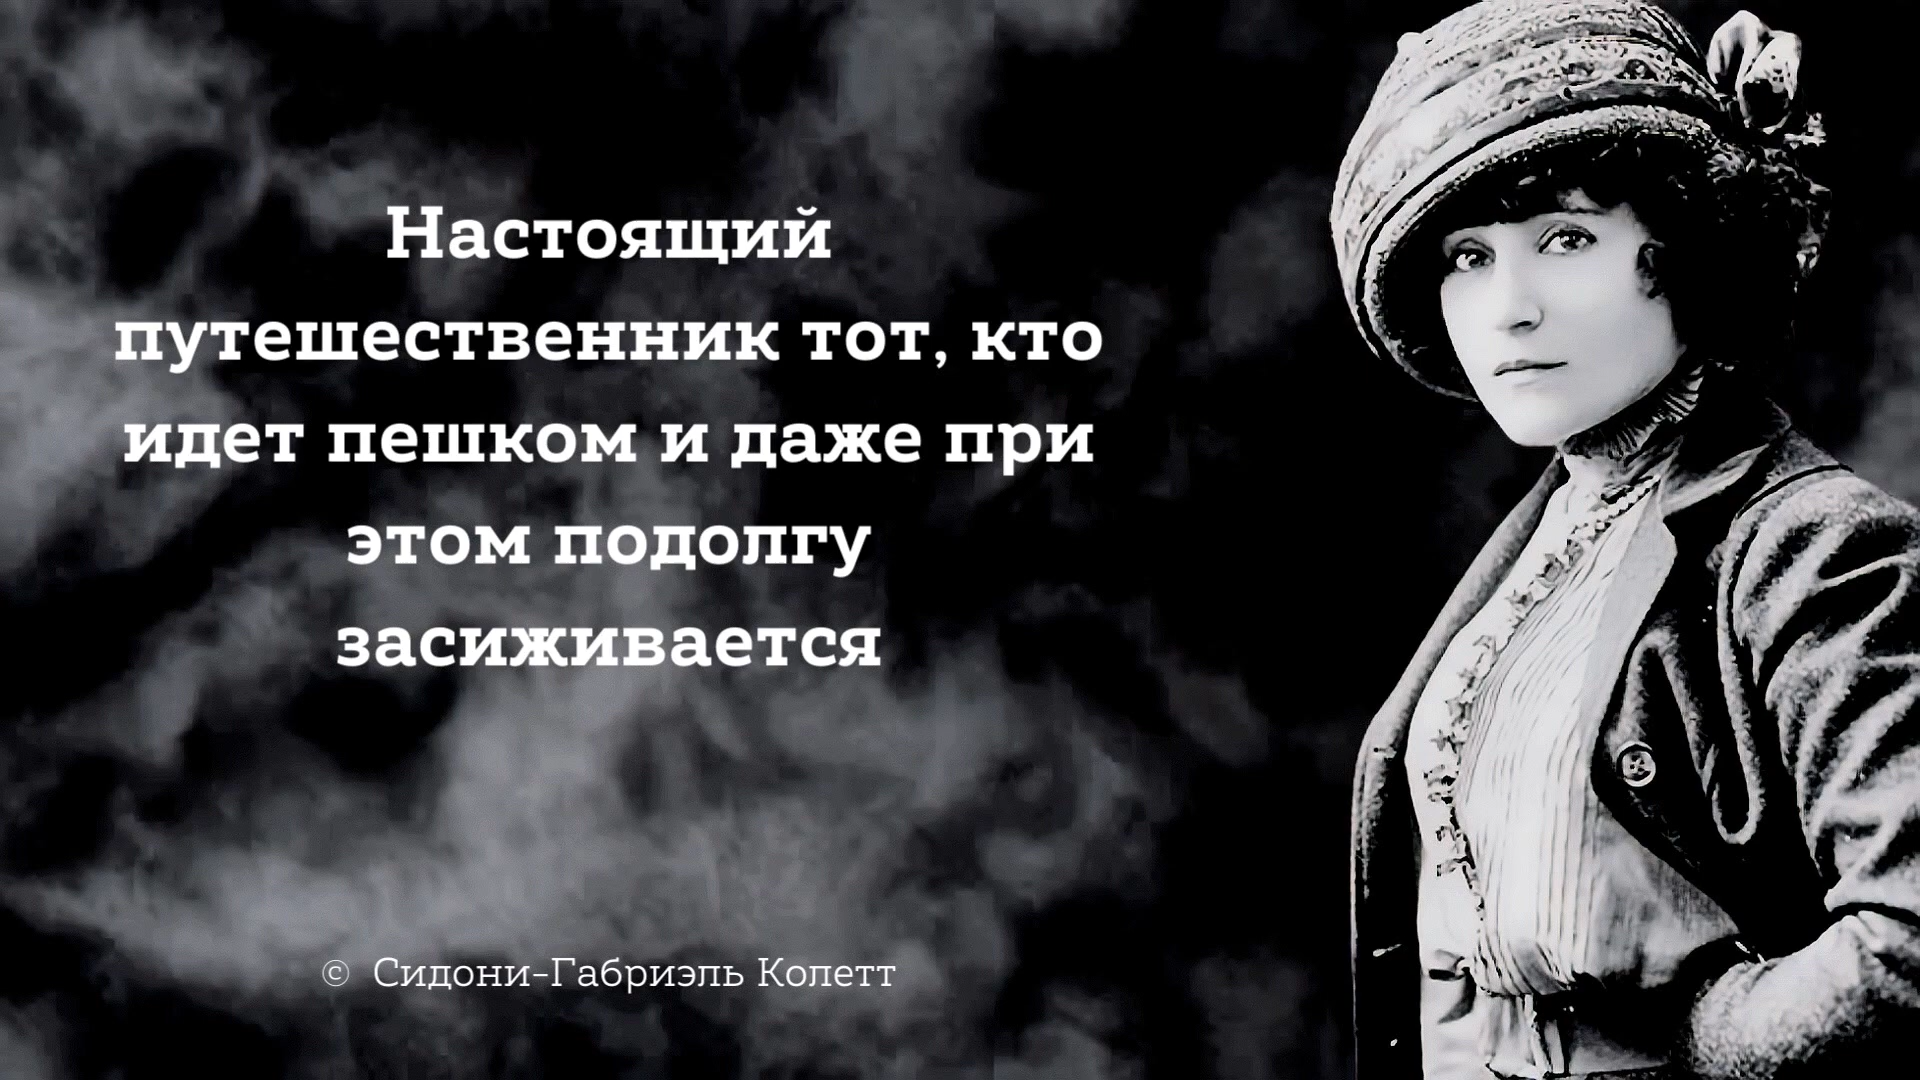 Настоящий
путешественник тот, кто
идет пешком и даже при
этом подолгу
засиживается
© Сидони-Габриэль Колетт